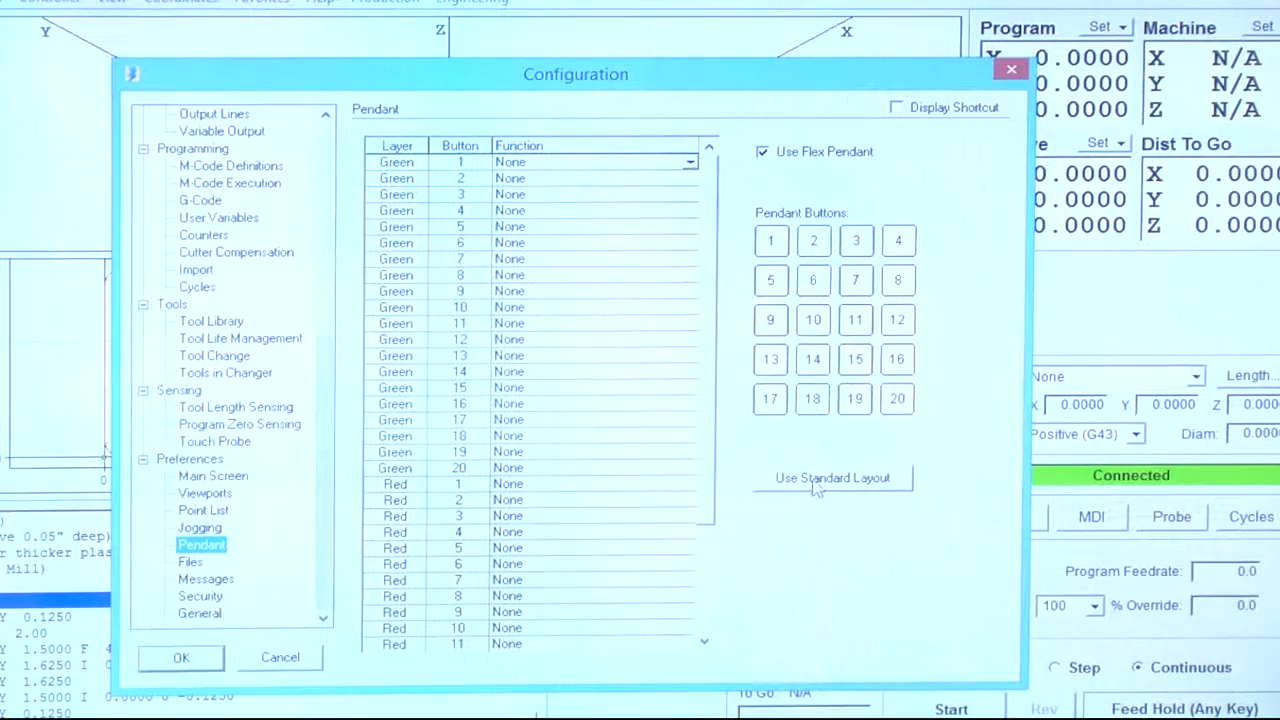 Controller View Coordinates Favorites Help Production Engineering
Y
Z
X
Program Set
Machine Set
0.0000 X N/A
0.0000 Y N/A
0.0000 Z N/A
Set
Dist To Go
0.0000 X 0.0000
0.0000 Y 0.0000
0.0000 Z 0.0000
None
Length...
X 0.0000 Y 0.0000 Z
Positive (G43) Diam:
Connected
MDI Probe Cycles
Program Feedrate: 0.0
100 % Override: 0.0
Step Continuous
Start Rev Feed Hold (Any Key)
To Go: N/A
0
ve 0.05" deep)
r thicker plas
Mill)
Y 0.1250
2.00
Y 1.5000 F
Y 1.6250 I
Y 1.6250
Y 1.5000 I
Y 0.1250
Configuration
Output Lines
Variable Output
Programming
M-Code Definitions
M-Code Execution
G-Code
User Variables
Counters
Cutter Compensation
Import
Cycles
Tools
Tool Library
Tool Life Management
Tool Change
Tools in Changer
Sensing
Tool Length Sensing
Program Zero Sensing
Touch Probe
Preferences
Main Screen
Viewports
Point List
Jogging
Pendant
Files
Messages
Security
General
OK Cancel
Pendant
Display Shortcut
Layer Button Function
Green 1 None
Green 2 None
Green 3 None
Green 4 None
Green 5 None
Green 6 None
Green 7 None
Green 8 None
Green 9 None
Green 10 None
Green 11 None
Green 12 None
Green 13 None
Green 14 None
Green 15 None
Green 16 None
Green 17 None
Green 18 None
Green 19 None
Green 20 None
Red 1 None
Red 2 None
Red 3 None
Red 4 None
Red 5 None
Red 6 None
Red 7 None
Red 8 None
Red 9 None
Red 10 None
Red 11 None
Use Flex Pendant
Pendant Buttons:
1 2 3 4
5 6 7 8
9 10 11 12
13 14 15 16
17 18 19 20
Use Standard Layout